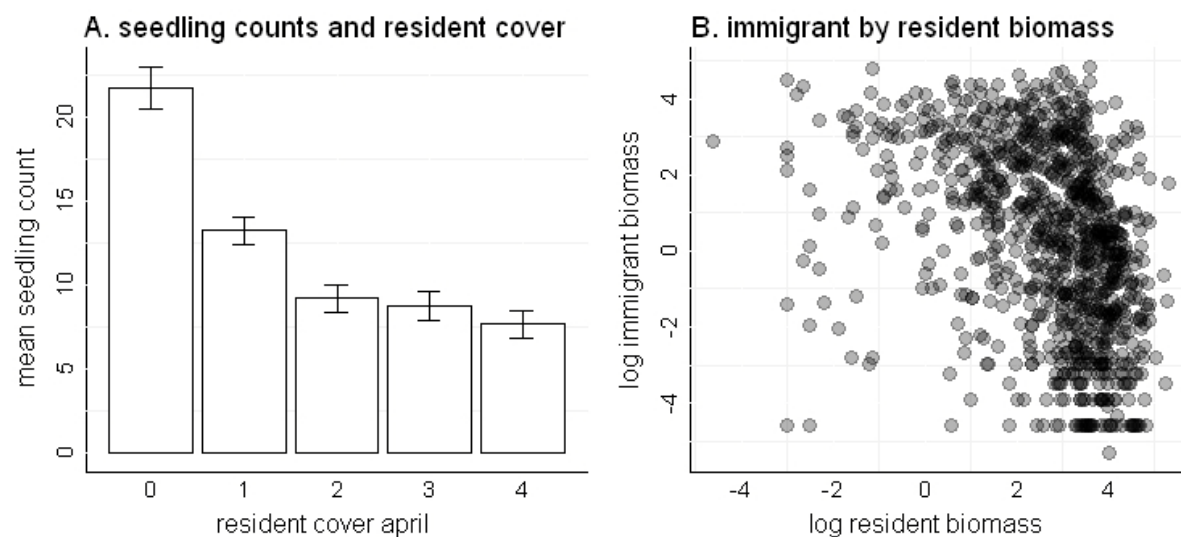 A. seedling counts and resident cover
mean seedling count
20
15
10
5
0
0 1 2 3 4
resident cover april
B. immigrant by resident biomass
log immigrant biomass
4
2
0
-2
-4
-4 -2 0 2 4
log resident biomass